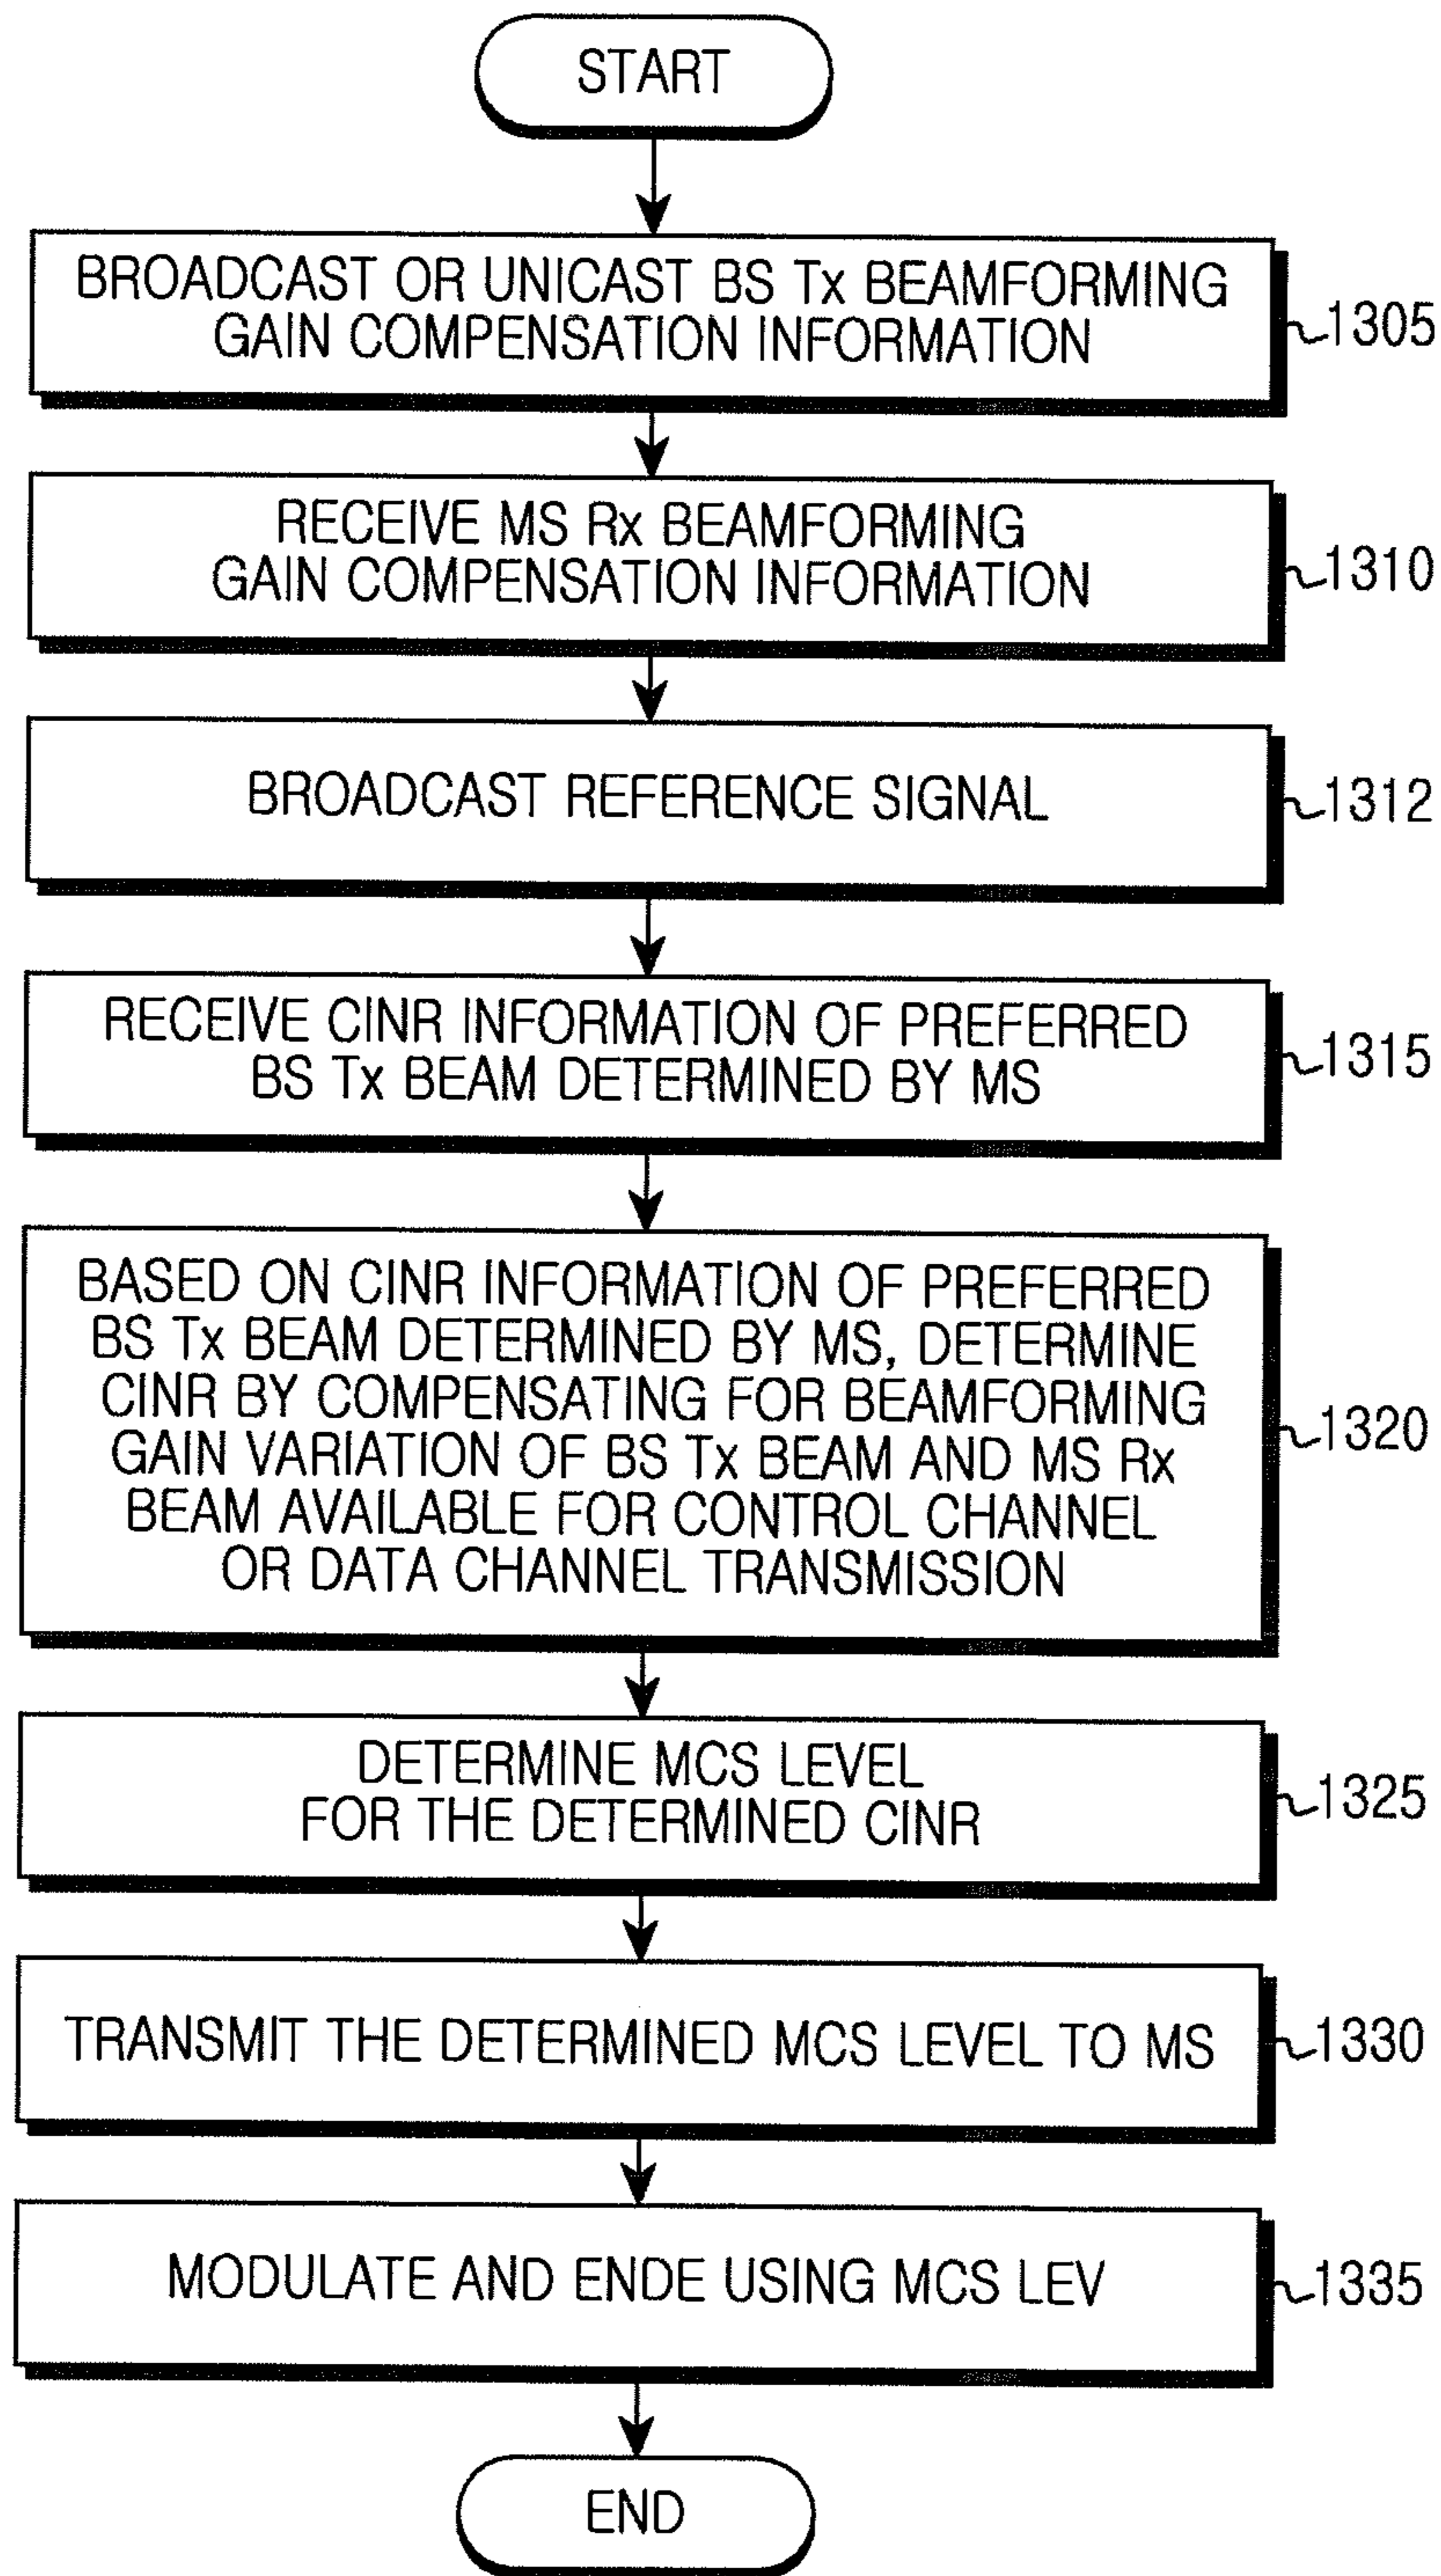 START
BROADCAST OR UNICAST BS Tx BEAMFORMING
GAIN COMPENSATION INFORMATION
1305
RECEIVE MS Rx BEAMFORMING
GAIN COMPENSATION INFORMATION
1310
BROADCAST REFERENCE SIGNAL
1312
RECEIVE CINR INFORMATION OF PREFERRED
BS Tx BEAM DETERMINED BY MS
1315
BASED ON CINR INFORMATION OF PREFERRED
BS Tx BEAM DETERMINED BY MS, DETERMINE
CINR BY COMPENSATING FOR BEAMFORMING
GAIN VARIATION OF BS Tx BEAM AND MS Rx
BEAM AVAILABLE FOR CONTROL CHANNEL
OR DATA CHANNEL TRANSMISSION
1320
DETERMINE MCS LEVEL
FOR THE DETERMINED CINR
1325
TRANSMIT THE DETERMINED MCS LEVEL TO MS
1330
MODULATE AND ENDE USING MCS LEV
1335
END